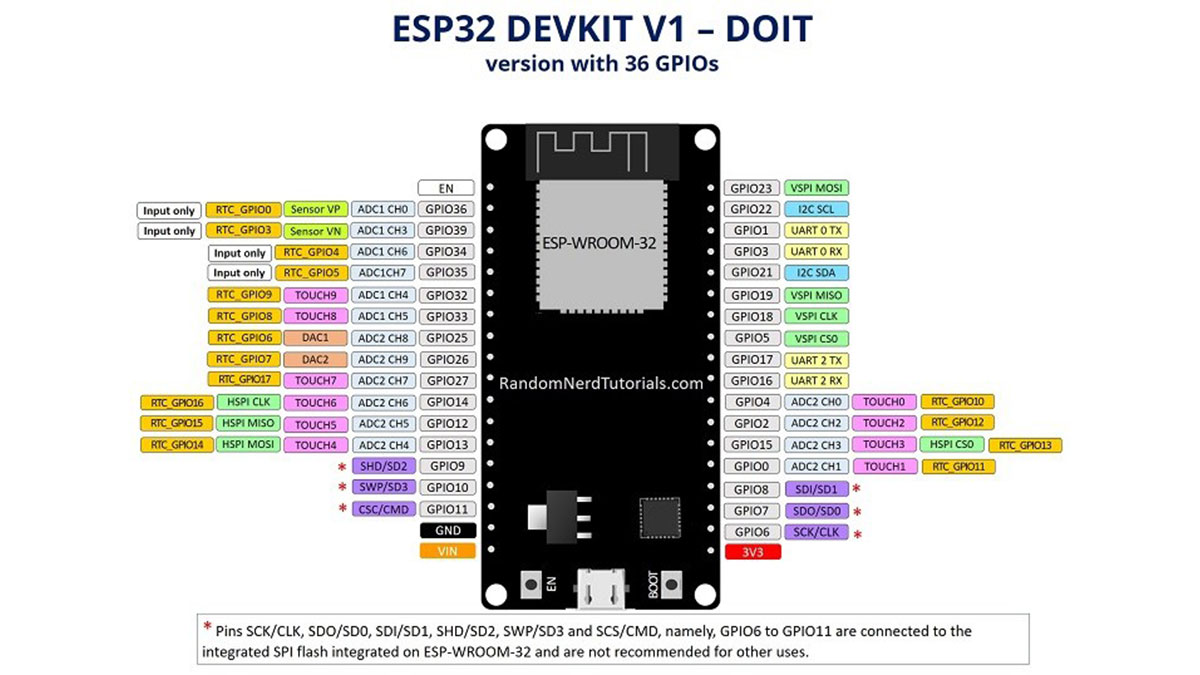 ESP32 DEVKIT V1 – DOIT
version with 36 GPIOs
EN
Input only RTC_GPIO0 Sensor VP ADC1 CH0 GPIO36
Input only RTC_GPIO3 Sensor VN ADC1 CH3 GPIO39
Input only RTC_GPIO4 ADC1 CH6 GPIO34
Input only RTC_GPIO5 ADC1CH7 GPIO35
RTC_GPIO9 TOUCH9 ADC1 CH4 GPIO32
RTC_GPIO8 TOUCH8 ADC1 CH5 GPIO33
RTC_GPIO6 DAC1 ADC2 CH8 GPIO25
RTC_GPIO7 DAC2 ADC2 CH9 GPIO26
RTC_GPIO17 TOUCH7 ADC2 CH7 GPIO27
RTC_GPIO16 HSPI CLK TOUCH6 ADC2 CH6 GPIO14
RTC_GPIO15 HSPI MISO TOUCH5 ADC2 CH5 GPIO12
RTC_GPIO14 HSPI MOSI TOUCH4 ADC2 CH4 GPIO13
* SHD/SD2 GPIO9
* SWP/SD3 GPIO10
* CSC/CMD GPIO11
GND
VIN
ESP-WROOM-32
RandomNerdTutorials.com
EN
BOOT
GPIO23 VSPI MOSI
GPIO22 I2C SCL
GPIO1 UART 0 TX
GPIO3 UART 0 RX
GPIO21 I2C SDA
GPIO19 VSPI MISO
GPIO18 VSPI CLK
GPIO5 VSPI CS0
GPIO17 UART 2 TX
GPIO16 UART 2 RX
GPIO4 ADC2 CH0 TOUCH0 RTC_GPIO10
GPIO2 ADC2 CH2 TOUCH2 RTC_GPIO12
GPIO15 ADC2 CH3 TOUCH3 HSPI CS0 RTC_GPIO13
GPIO0 ADC2 CH1 TOUCH1 RTC_GPIO11
GPIO8 SDI/SD1 *
GPIO7 SDO/SD0 *
GPIO6 SCK/CLK *
3V3
* Pins SCK/CLK, SDO/SD0, SDI/SD1, SHD/SD2, SWP/SD3 and SCS/CMD, namely, GPIO6 to GPIO11 are connected to the
integrated SPI flash integrated on ESP-WROOM-32 and are not recommended for other uses.